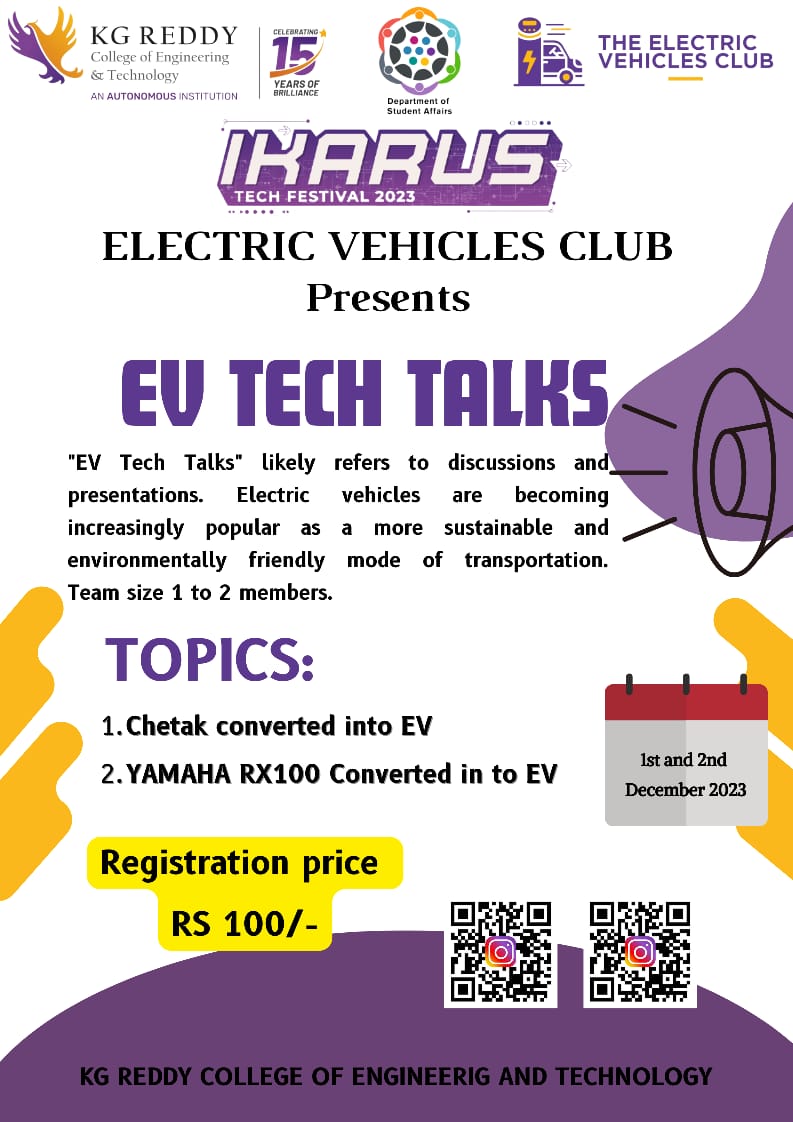 KG REDDY
College of Engineering
& Technology
AN AUTONOMOUS INSTITUTION
CELEBRATING
15
YEARS OF
BRILLIANCE
Department of
Student Affairs
THE ELECTRIC
VEHICLES CLUB
IKARUS
TECH FESTIVAL 2023
ELECTRIC VEHICLES CLUB
Presents
EV TECH TALKS
"EV Tech Talks" likely refers to discussions and
presentations. Electric vehicles are becoming
increasingly popular as a more sustainable and
environmentally friendly mode of transportation.
Team size 1 to 2 members.
TOPICS:
1. Chetak converted into EV
2. YAMAHA RX100 Converted in to EV
1st and 2nd
December 2023
Registration price
RS 100/-
KG REDDY COLLEGE OF ENGINEERIG AND TECHNOLOGY